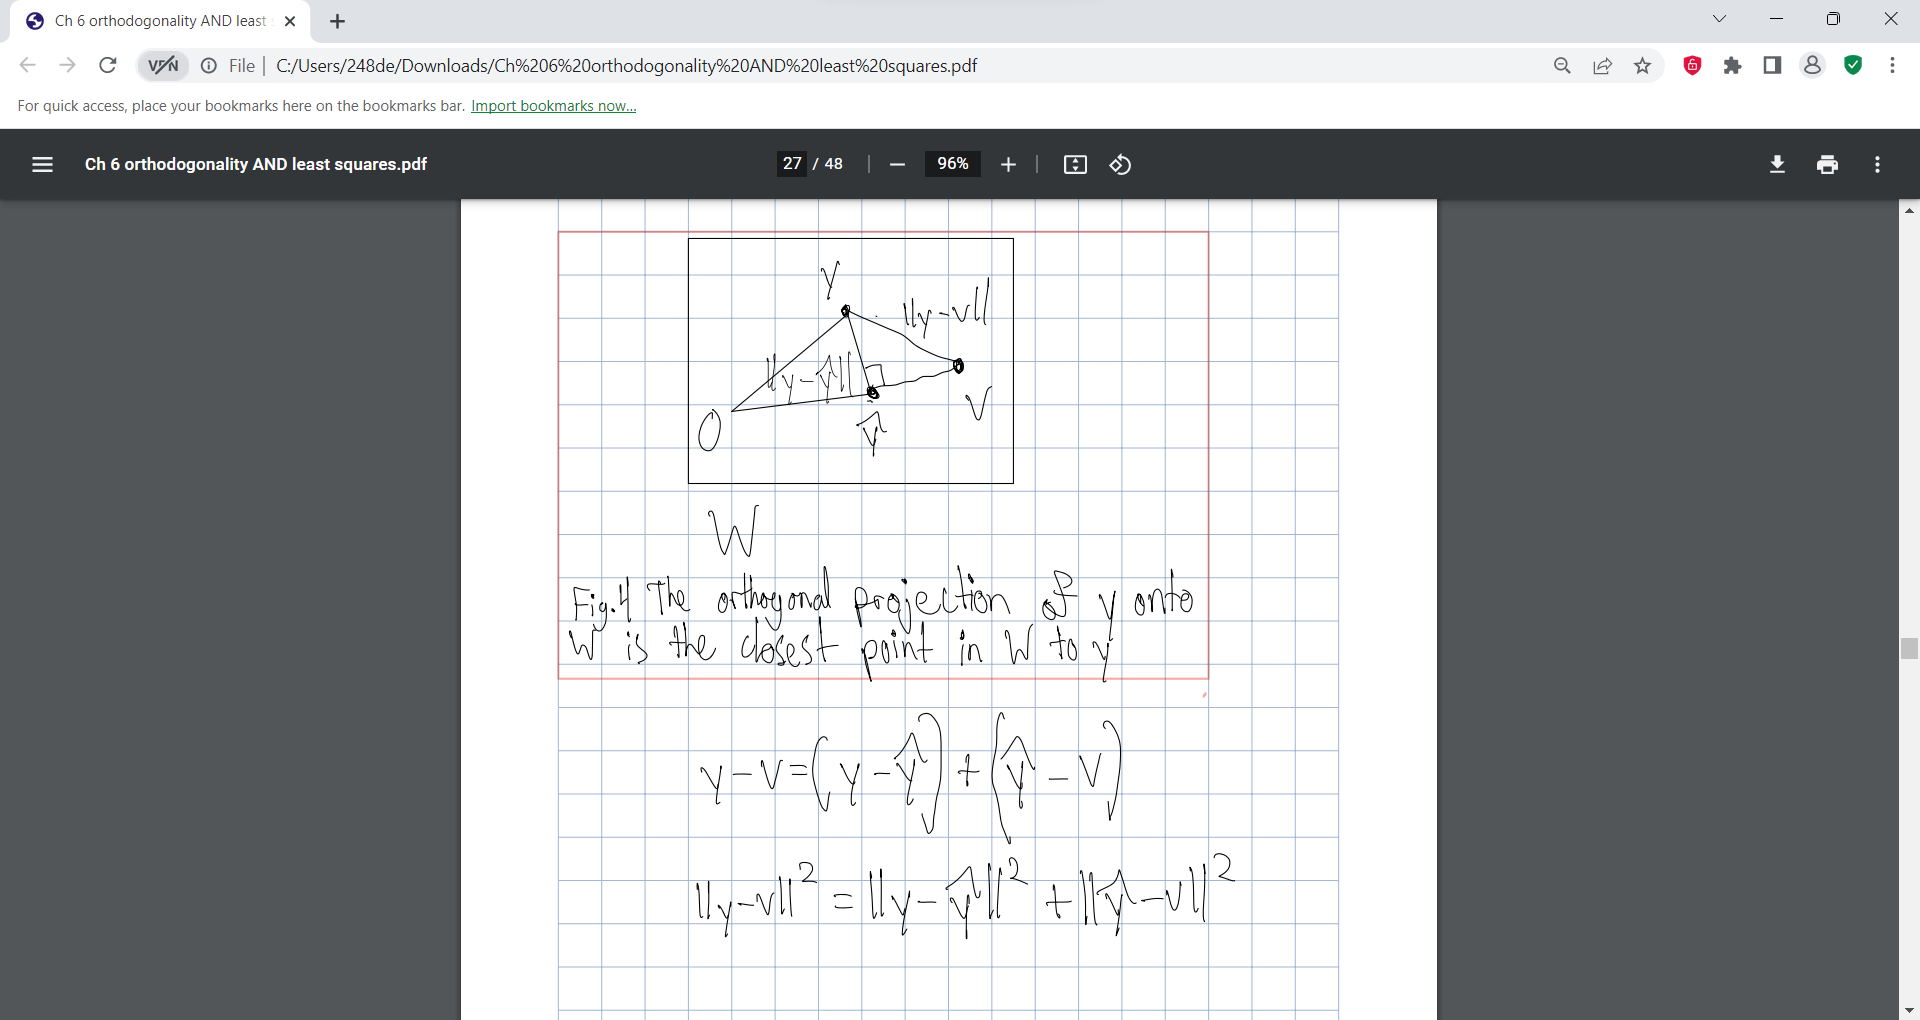 Ch 6 orthodogonality AND least
VPN
File
C:/Users/248de/Downloads/Ch%206%20orthodogonality%20AND%20least%20squares.pdf
For quick access, place your bookmarks here on the bookmarks bar. Import bookmarks now...
Ch 6 orthodogonality AND least squares.pdf
27 / 48
96%
y
||y-v||
||y-ŷ||
v
0
ŷ
W
Fig.4 The orthogonal projection of y onto
W is the closest point in W to y
y-v=(y-ŷ)+(ŷ-v)
||y-v||² = ||y-ŷ||² + ||ŷ-v||²